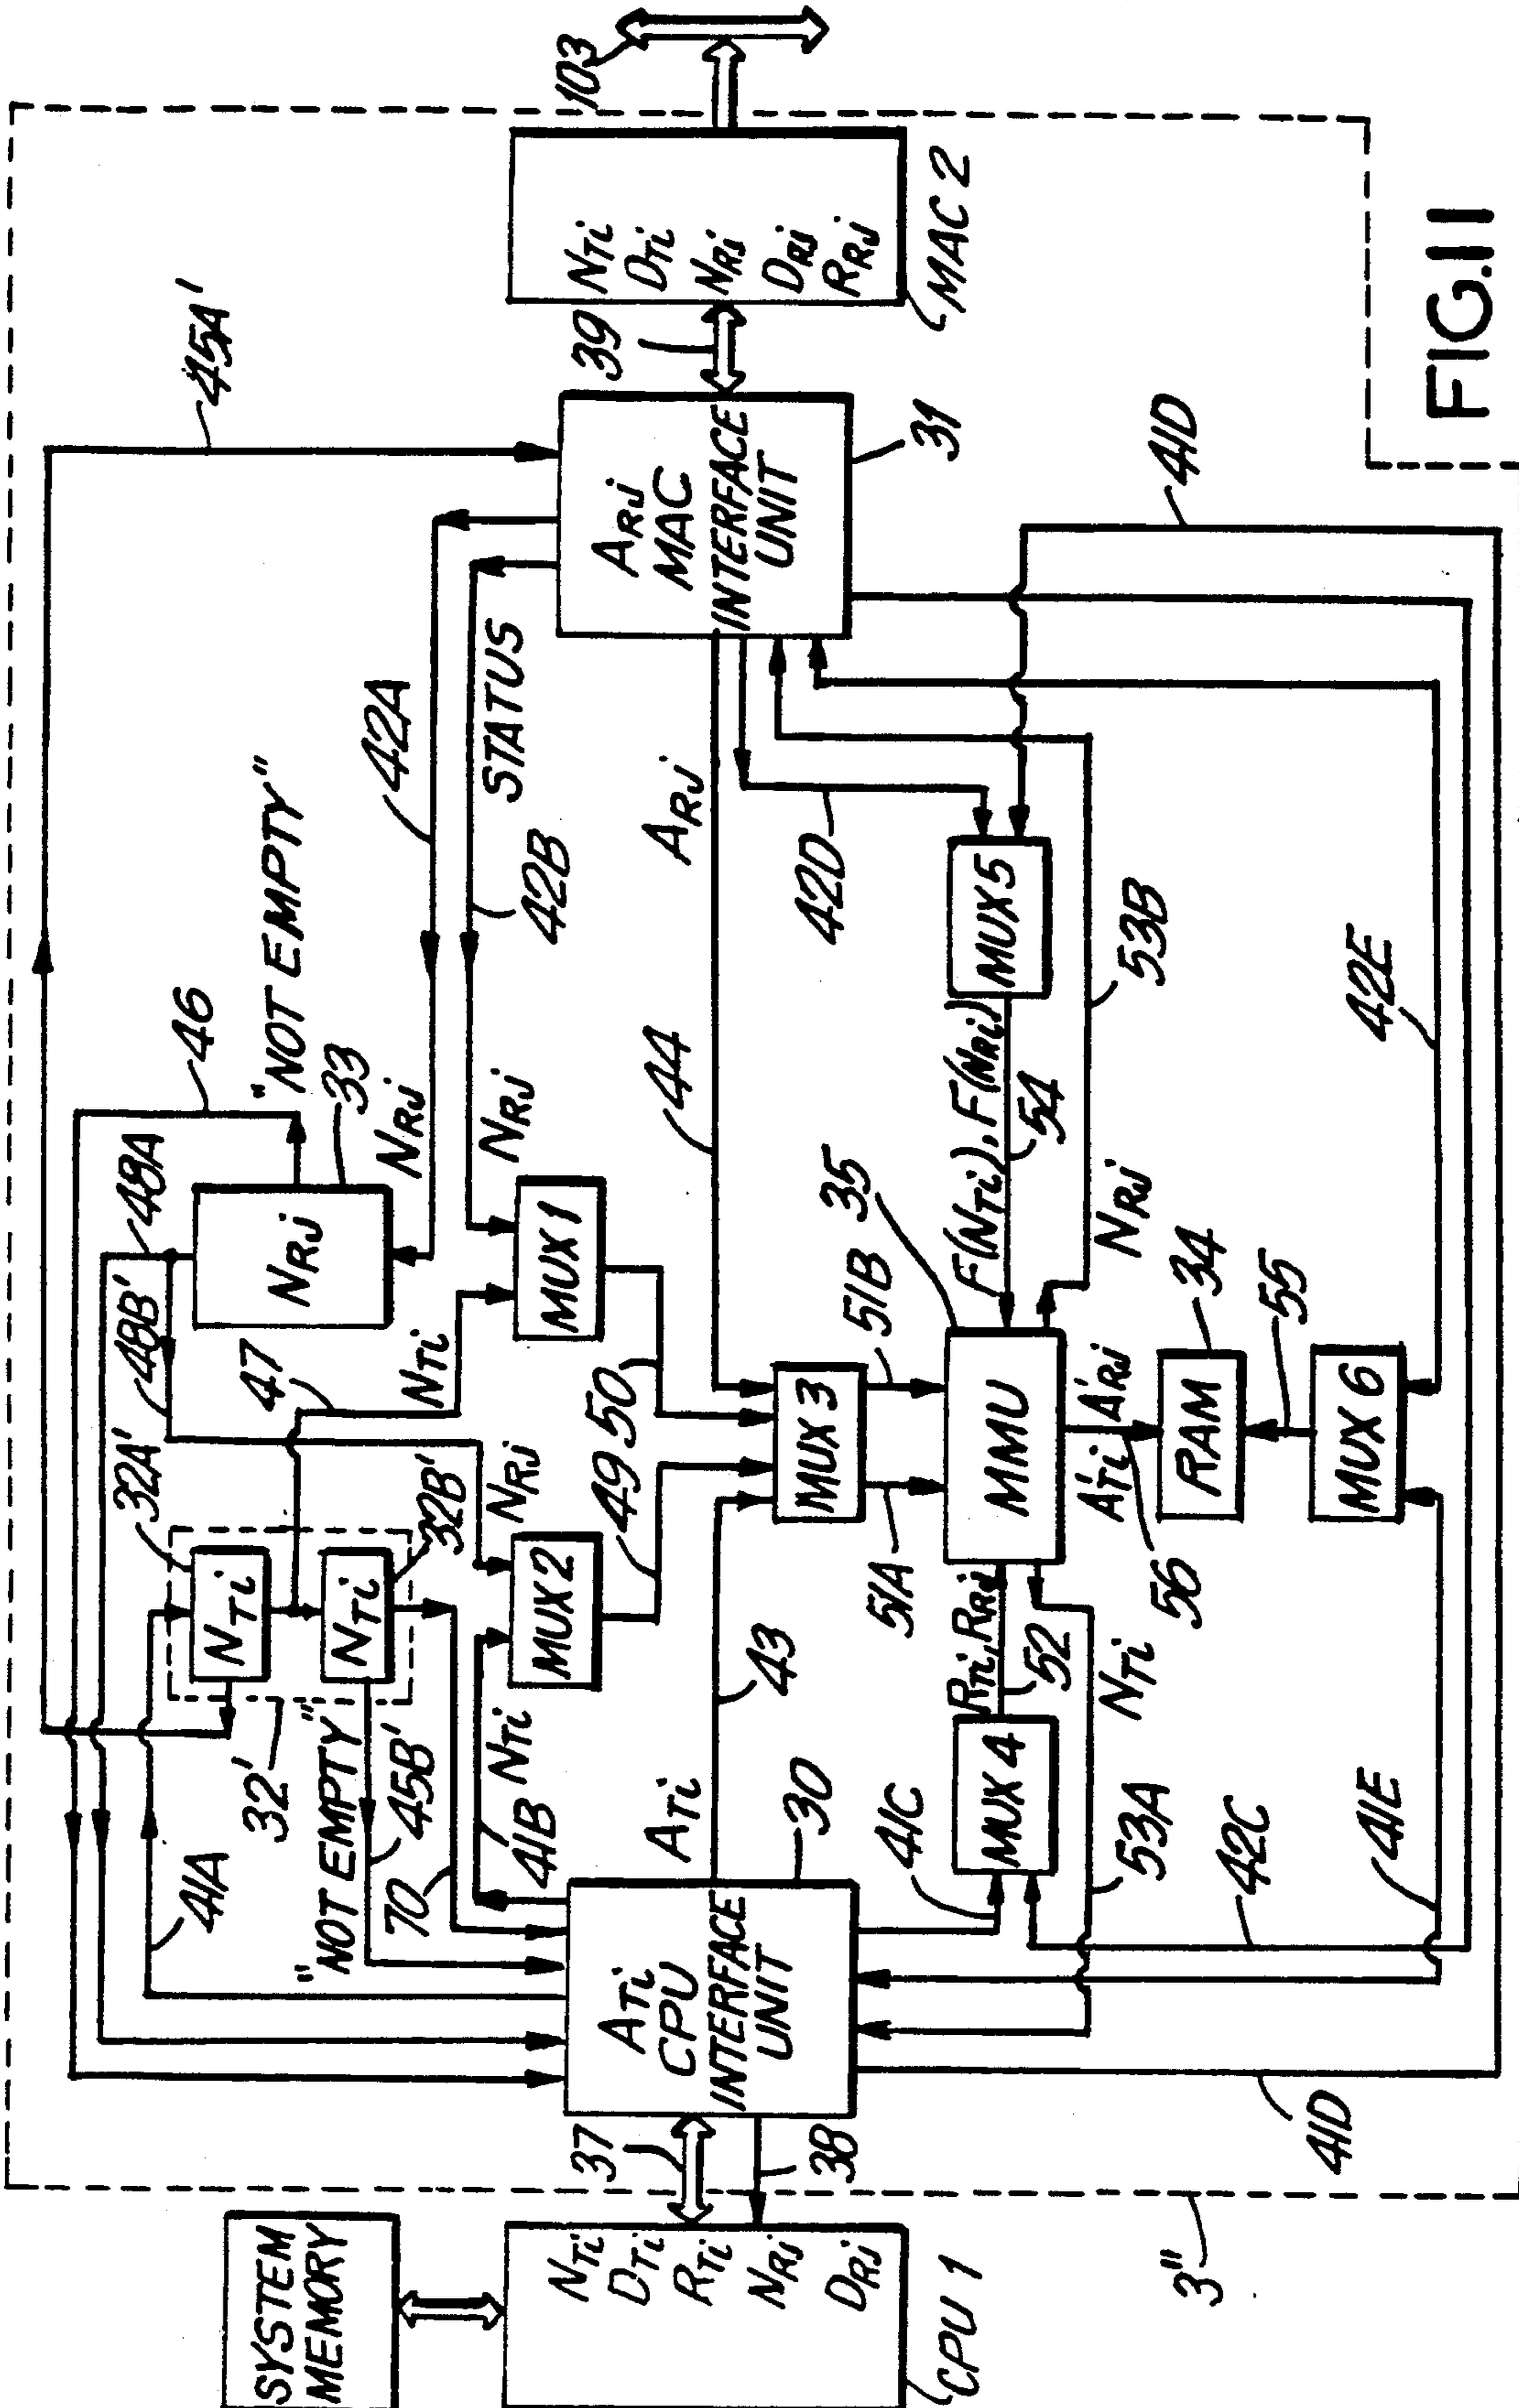 SYSTEM
MEMORY
CPU 1
NTi
DTi
RTi
NRj
DRj
37
38
3"
ATi
CPU
INTERFACE
UNIT
30
41A
"NOT EMPTY"
45B'
70
41B
NTi
ATi
43
41C
MUX 4
52
RTi, RRj
53A
NTi
42C
41E
41D
32'
32A'
NTi
NTi
32B'
48B'
48A
47
NTi
NRj
33
46
"NOT EMPTY"
NRj
42A
STATUS
42B
NRj
MUX 1
MUX 2
NRj
49
50
44
ARj
MUX 3
51A
51B
MMU
35
F(NTi), F(NRj)
54
MUX 5
42D
53B
NRj
A'Ti
A'Rj
56
RAM
34
55
MUX 6
42E
41D
45A'
ARj
MAC
INTERFACE
UNIT
31
39
NTi
DTi
NRj
DRj
RRj
MAC 2
103
FIG.11